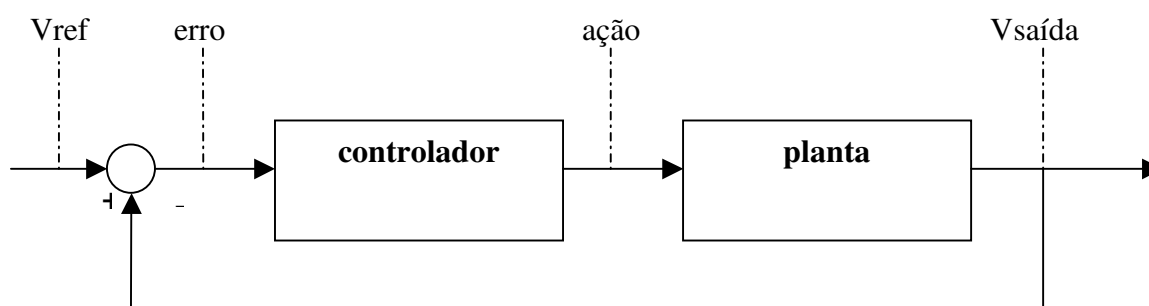 Vref erro ação Vsaída
controlador planta
+ -